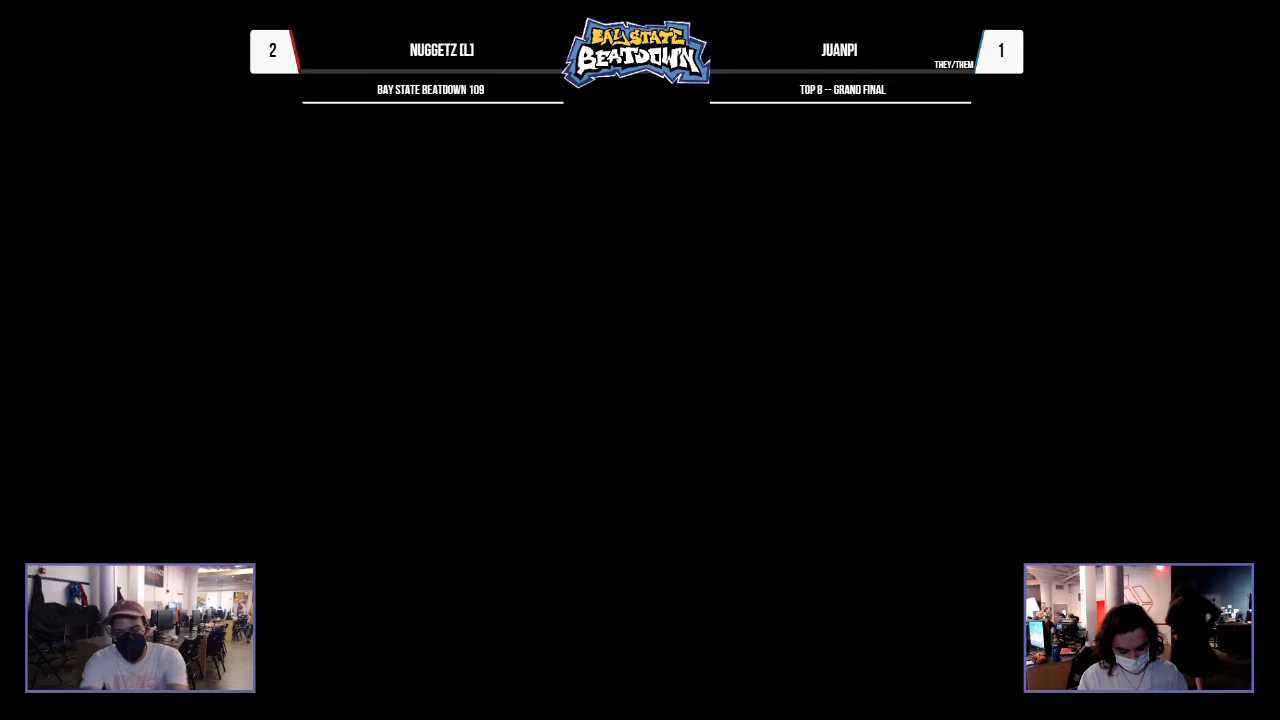 2
NUGGETZ [L]
BAY STATE
BEATDOWN
JUANPI
THEY/THEM
1
BAY STATE BEATDOWN 109
TOP 8 -- GRAND FINAL